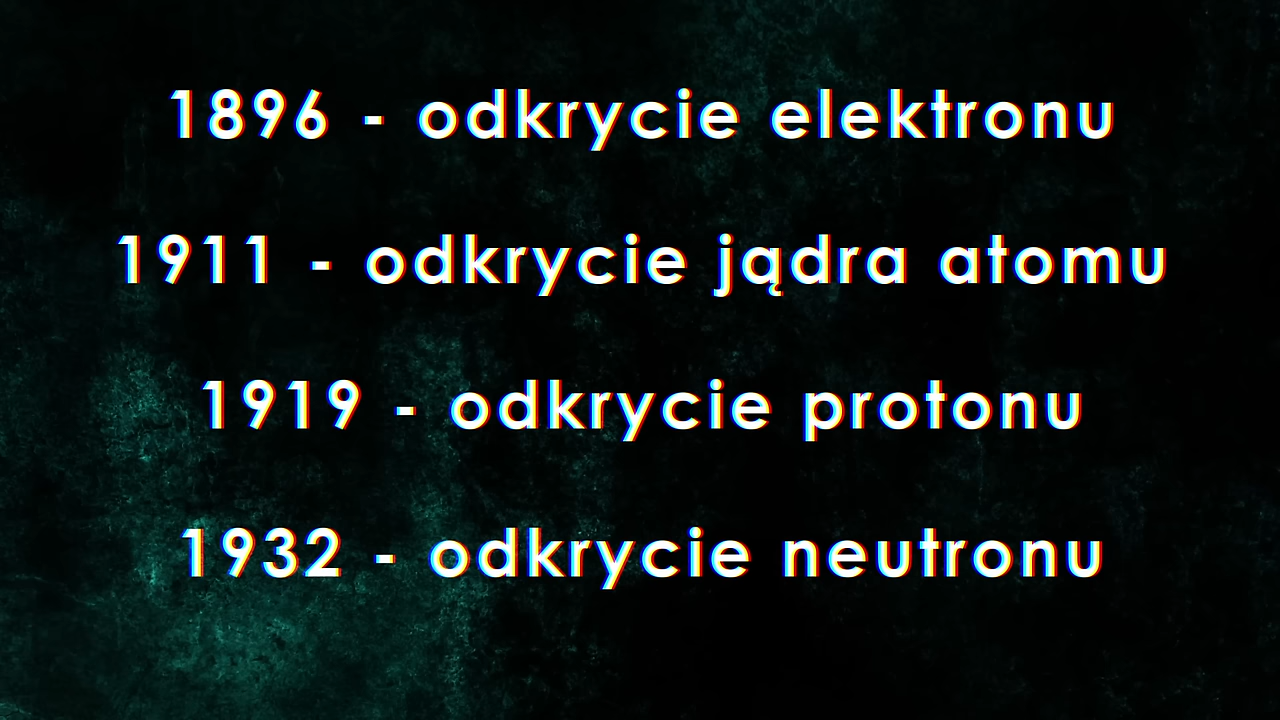 1896 - odkrycie elektronu
1911 - odkrycie jądra atomu
1919 - odkrycie protonu
1932 - odkrycie neutronu